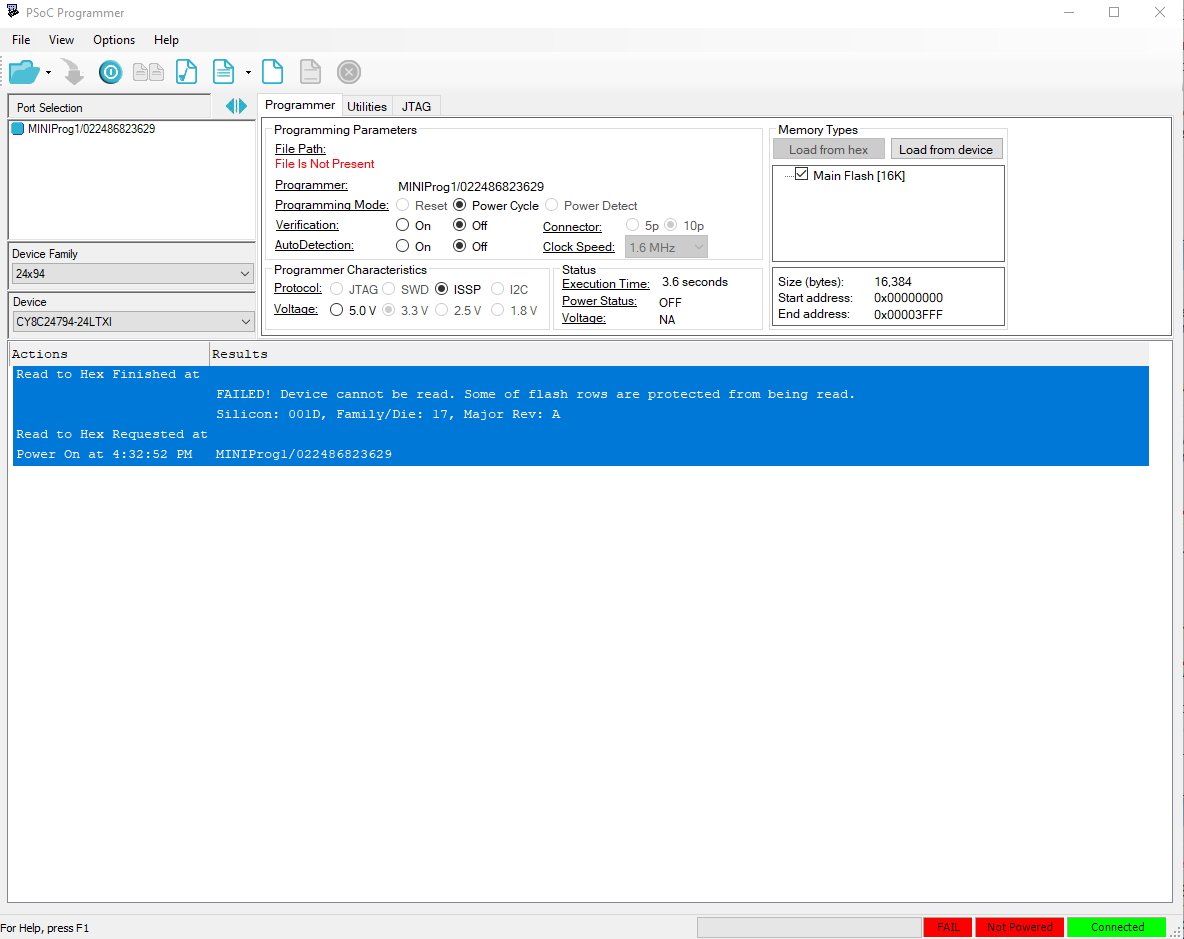 PSoC Programmer
File View Options Help
Port Selection
MINIProg1/022486823629
Device Family
24x94
Device
CY8C24794-24LTXI
Programmer Utilities JTAG
Programming Parameters
File Path:
File Is Not Present
Programmer: MINIProg1/022486823629
Programming Mode: Reset Power Cycle Power Detect
Verification: On Off Connector: 5p 10p
AutoDetection: On Off Clock Speed: 1.6 MHz
Programmer Characteristics
Protocol: JTAG SWD ISSP I2C
Voltage: 5.0 V 3.3 V 2.5 V 1.8 V
Status
Execution Time: 3.6 seconds
Power Status: OFF
Voltage: NA
Memory Types
Load from hex Load from device
Main Flash [16K]
Size (bytes): 16,384
Start address: 0x00000000
End address: 0x00003FFF
Actions Results
Read to Hex Finished at
FAILED! Device cannot be read. Some of flash rows are protected from being read.
Silicon: 001D, Family/Die: 17, Major Rev: A
Read to Hex Requested at
Power On at 4:32:52 PM MINIProg1/022486823629
For Help, press F1
FAIL Not Powered Connected